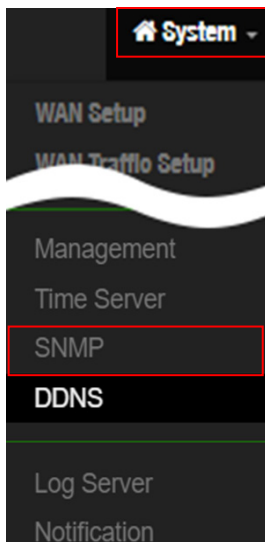 System
WAN Setup
WAN Traffic Setup
Management
Time Server
SNMP
DDNS
Log Server
Notification